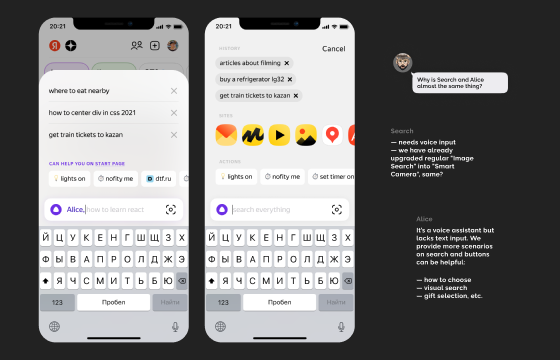 20:21
Я
where to eat nearby
how to center div in css 2021
get train tickets to kazan
CAN HELP YOU ON START PAGE
lights on
nofity me
dtf.ru
Alice, how to learn react
Й Ц У К Е Н Г Ш Щ З Х
Ф Ы В А П Р О Л Д Ж Э
Я Ч С М И Т Ь Б Ю
123 Пробел Найти
20:21
HISTORY
Cancel
articles about filming
buy a refrigerator lg32
get train tickets to kazan
SITES
ACTIONS
lights on
nofity me
set timer on
search everything
Й Ц У К Е Н Г Ш Щ З Х
Ф Ы В А П Р О Л Д Ж Э
Я Ч С М И Т Ь Б Ю
123 Пробел Найти
Why is Search and Alice
almost the same thing?
Search
— needs voice input
— we have already
upgraded regular "Image
Search" into "Smart
Camera", same?
Alice
It's a voice assistant but
lacks text input. We
provide more scenarios
on search and buttons
can be helpful:
— how to choose
— visual search
— gift selection, etc.